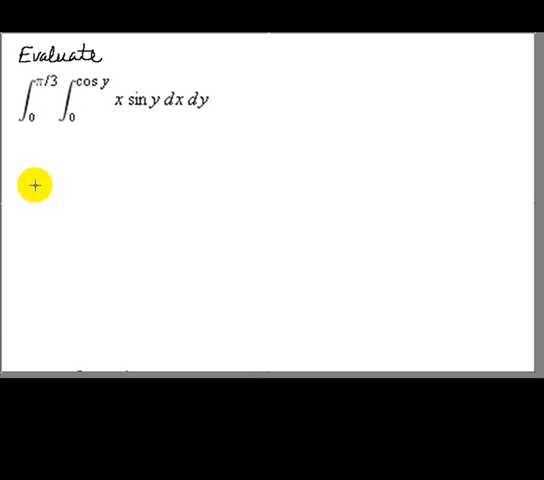 Evaluate
∫₀^{π/3} ∫₀^{cos y} x sin y dx dy